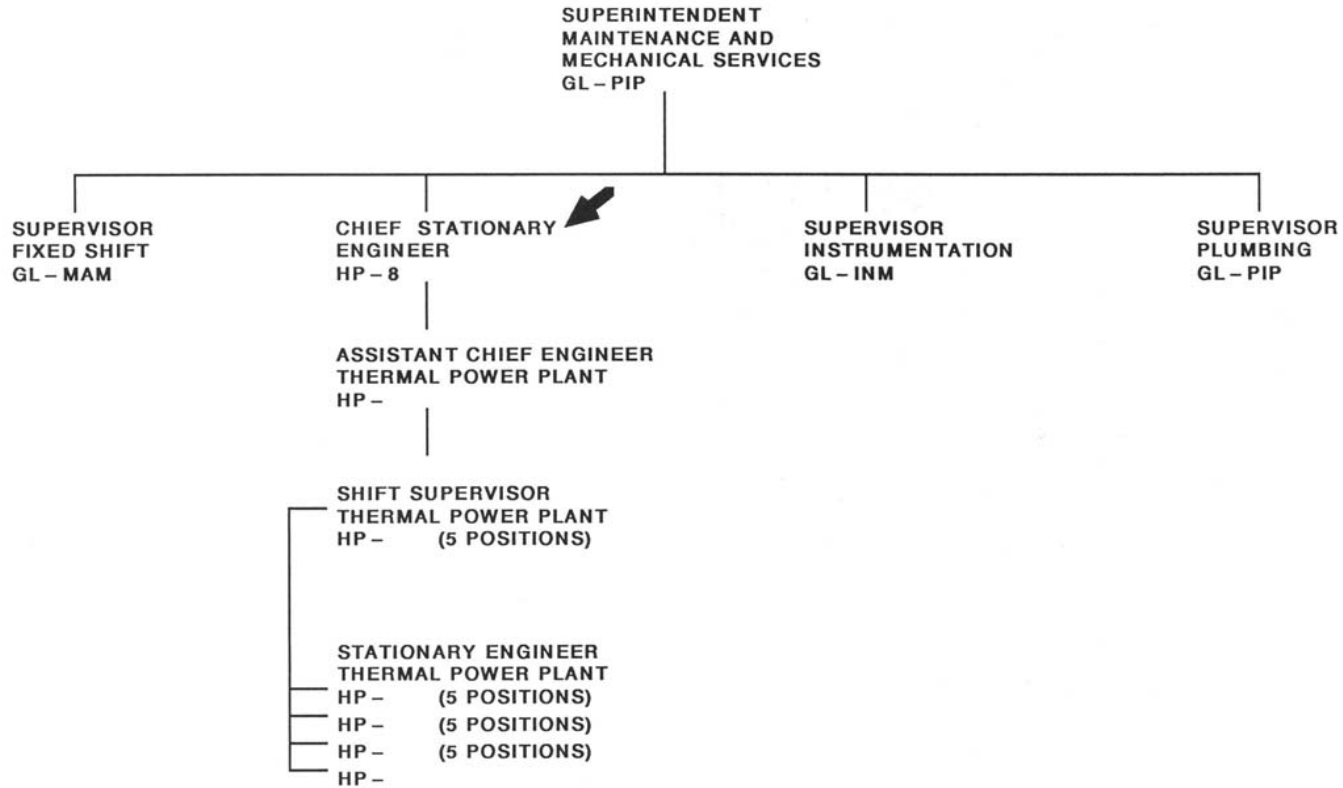 SUPERINTENDENT
MAINTENANCE AND
MECHANICAL SERVICES
GL–PIP
SUPERVISOR
FIXED SHIFT
GL–MAM
CHIEF STATIONARY
ENGINEER
HP–8
SUPERVISOR
INSTRUMENTATION
GL–INM
SUPERVISOR
PLUMBING
GL–PIP
ASSISTANT CHIEF ENGINEER
THERMAL POWER PLANT
HP–
SHIFT SUPERVISOR
THERMAL POWER PLANT
HP– (5 POSITIONS)
STATIONARY ENGINEER
THERMAL POWER PLANT
HP– (5 POSITIONS)
HP– (5 POSITIONS)
HP– (5 POSITIONS)
HP–